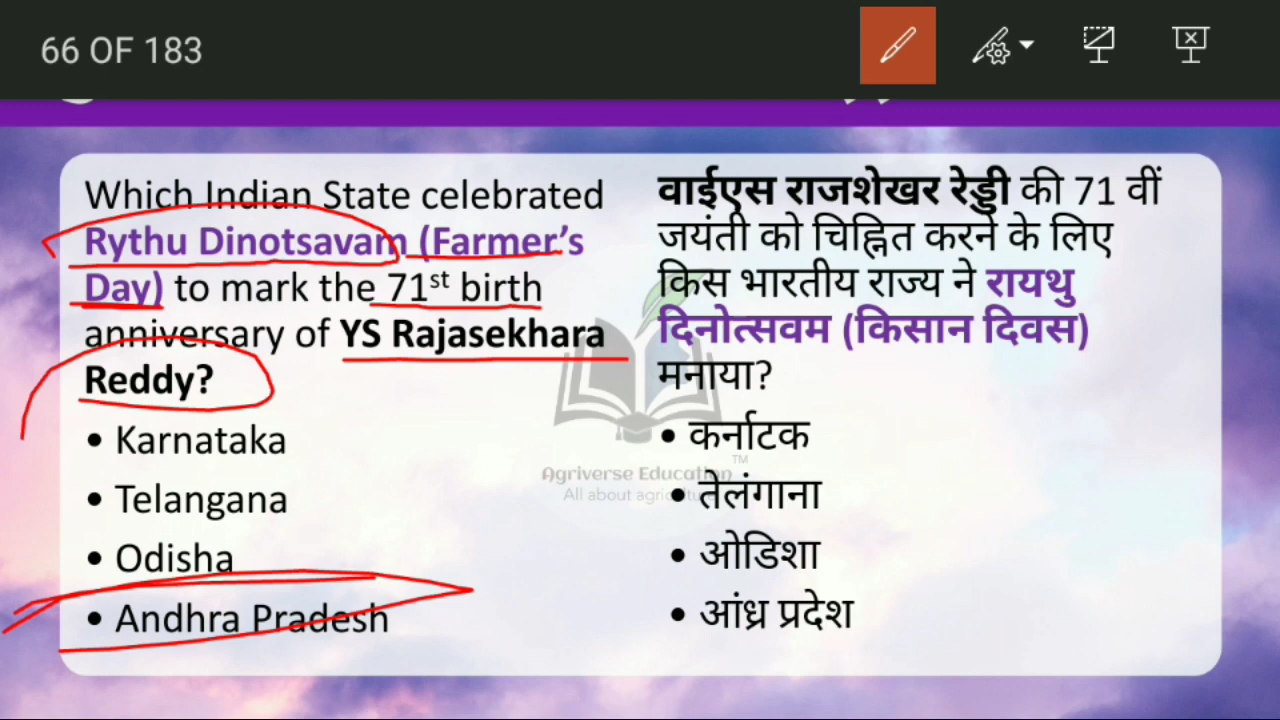 66 OF 183
Which Indian State celebrated
Rythu Dinotsavam (Farmer's
Day) to mark the 71st birth
anniversary of YS Rajasekhara
Reddy?
• Karnataka
• Telangana
• Odisha
• Andhra Pradesh
वाईएस राजशेखर रेड्डी की 71 वीं
जयंती को चिह्नित करने के लिए
किस भारतीय राज्य ने रायथु
दिनोत्सवम (किसान दिवस)
मनाया?
• कर्नाटक
• तेलंगाना
• ओडिशा
• आंध्र प्रदेश
Agriverse Education TM
All about agriculture